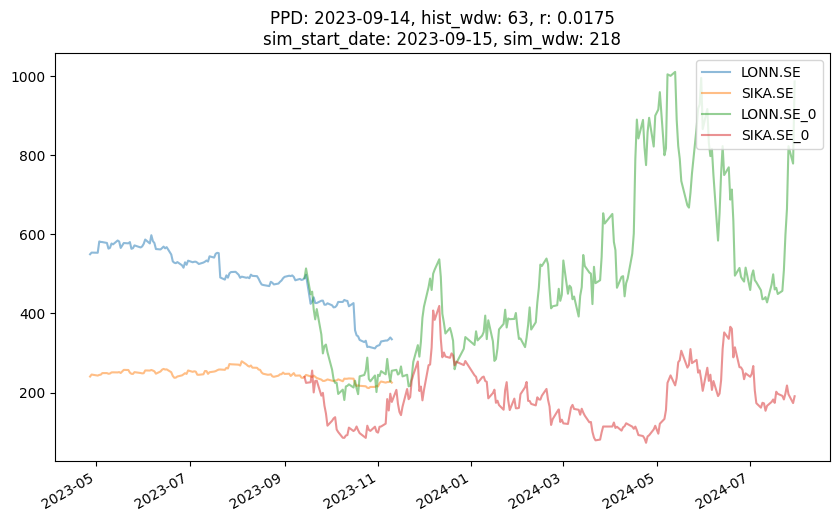 PPD: 2023-09-14, hist_wdw: 63, r: 0.0175
sim_start_date: 2023-09-15, sim_wdw: 218
1000
800
600
400
200
LONN.SE
SIKA.SE
LONN.SE_0
SIKA.SE_0
2023-05
2023-07
2023-09
2023-11
2024-01
2024-03
2024-05
2024-07